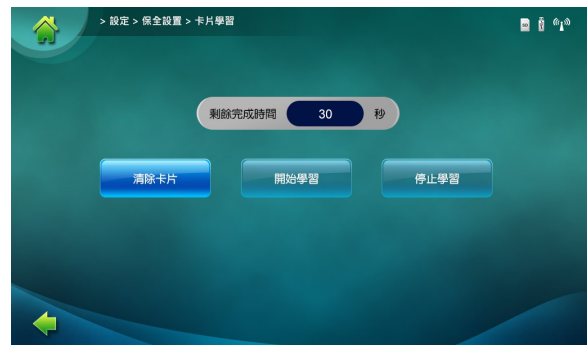 > 設定 > 保全設置 > 卡片學習
剩餘完成時間 30 秒
清除卡片 開始學習 停止學習